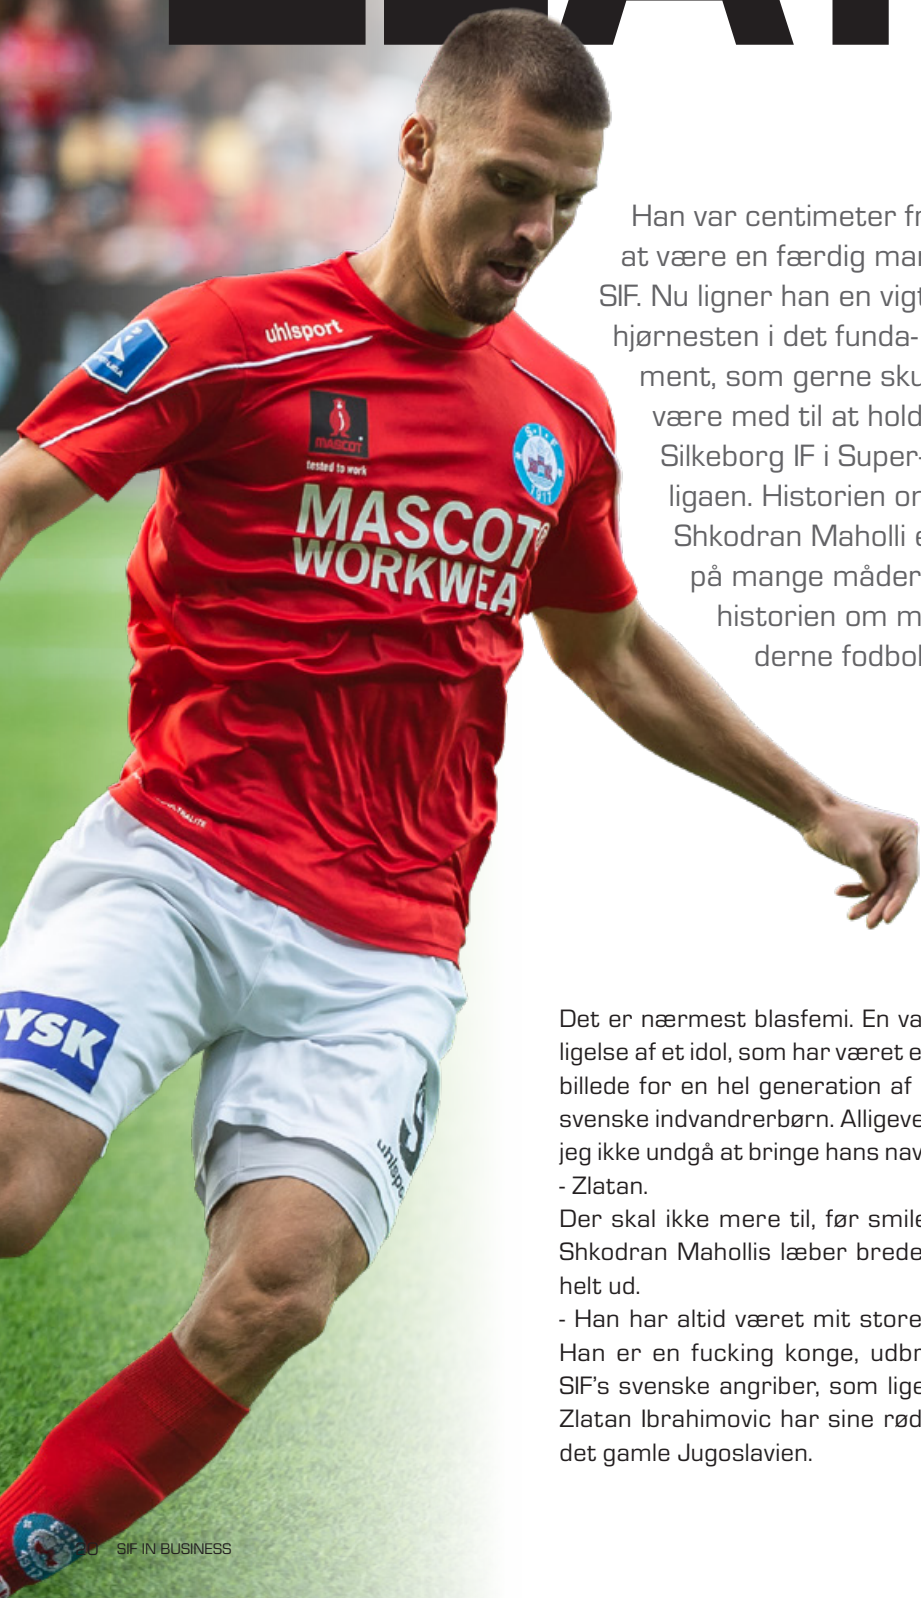 Han var centimeter fr
at være en færdig mar
SIF. Nu ligner han en vigt
hjørnesten i det funda-
ment, som gerne sku
være med til at hold
Silkeborg IF i Super-
ligaen. Historien or
Shkodran Maholli e
på mange måder
historien om m
derne fodbol
uhlsport
MASCOT
tested to work
S·I·F
1917
MASCOT®
WORKWEA
YSK
uhlspo
Det er nærmest blasfemi. En va
ligelse af et idol, som har været e
billede for en hel generation af
svenske indvandrerbørn. Alligeve
jeg ikke undgå at bringe hans nav
- Zlatan.
Der skal ikke mere til, før smile
Shkodran Mahollis læber brede
helt ud.
- Han har altid været mit store
Han er en fucking konge, udbr
SIF's svenske angriber, som lige
Zlatan Ibrahimovic har sine rød
det gamle Jugoslavien.
SIF IN BUSINESS